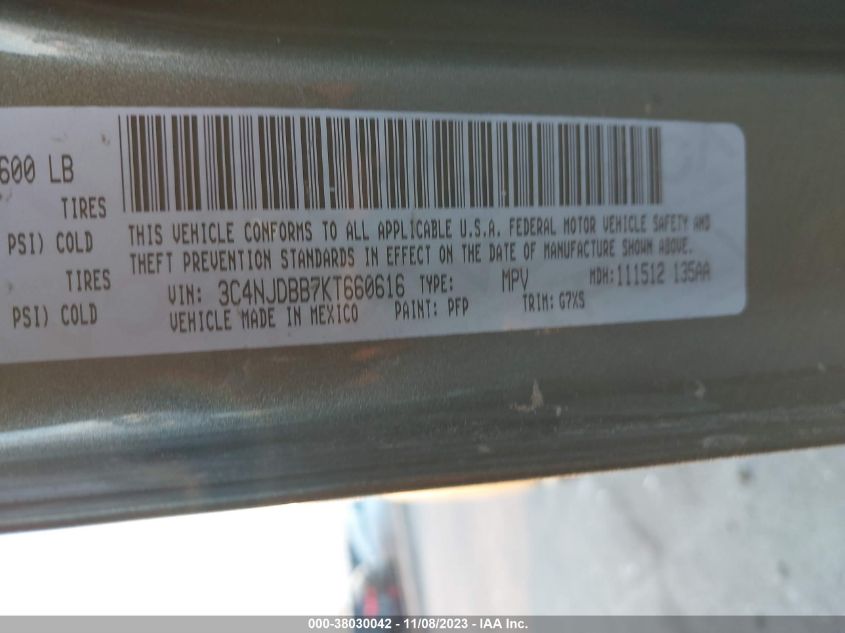 600 LB
TIRES
PSI) COLD
TIRES
PSI) COLD
THIS VEHICLE CONFORMS TO ALL APPLICABLE U.S.A. FEDERAL MOTOR VEHICLE SAFETY AND
THEFT PREVENTION STANDARDS IN EFFECT ON THE DATE OF MANUFACTURE SHOWN ABOVE.
VIN: 3C4NJDBB7KT660616 TYPE: MPV MDH:111512 135AA
VEHICLE MADE IN MEXICO PAINT: PFP TRIM: G7X5
000-38030042 - 11/08/2023 - IAA Inc.